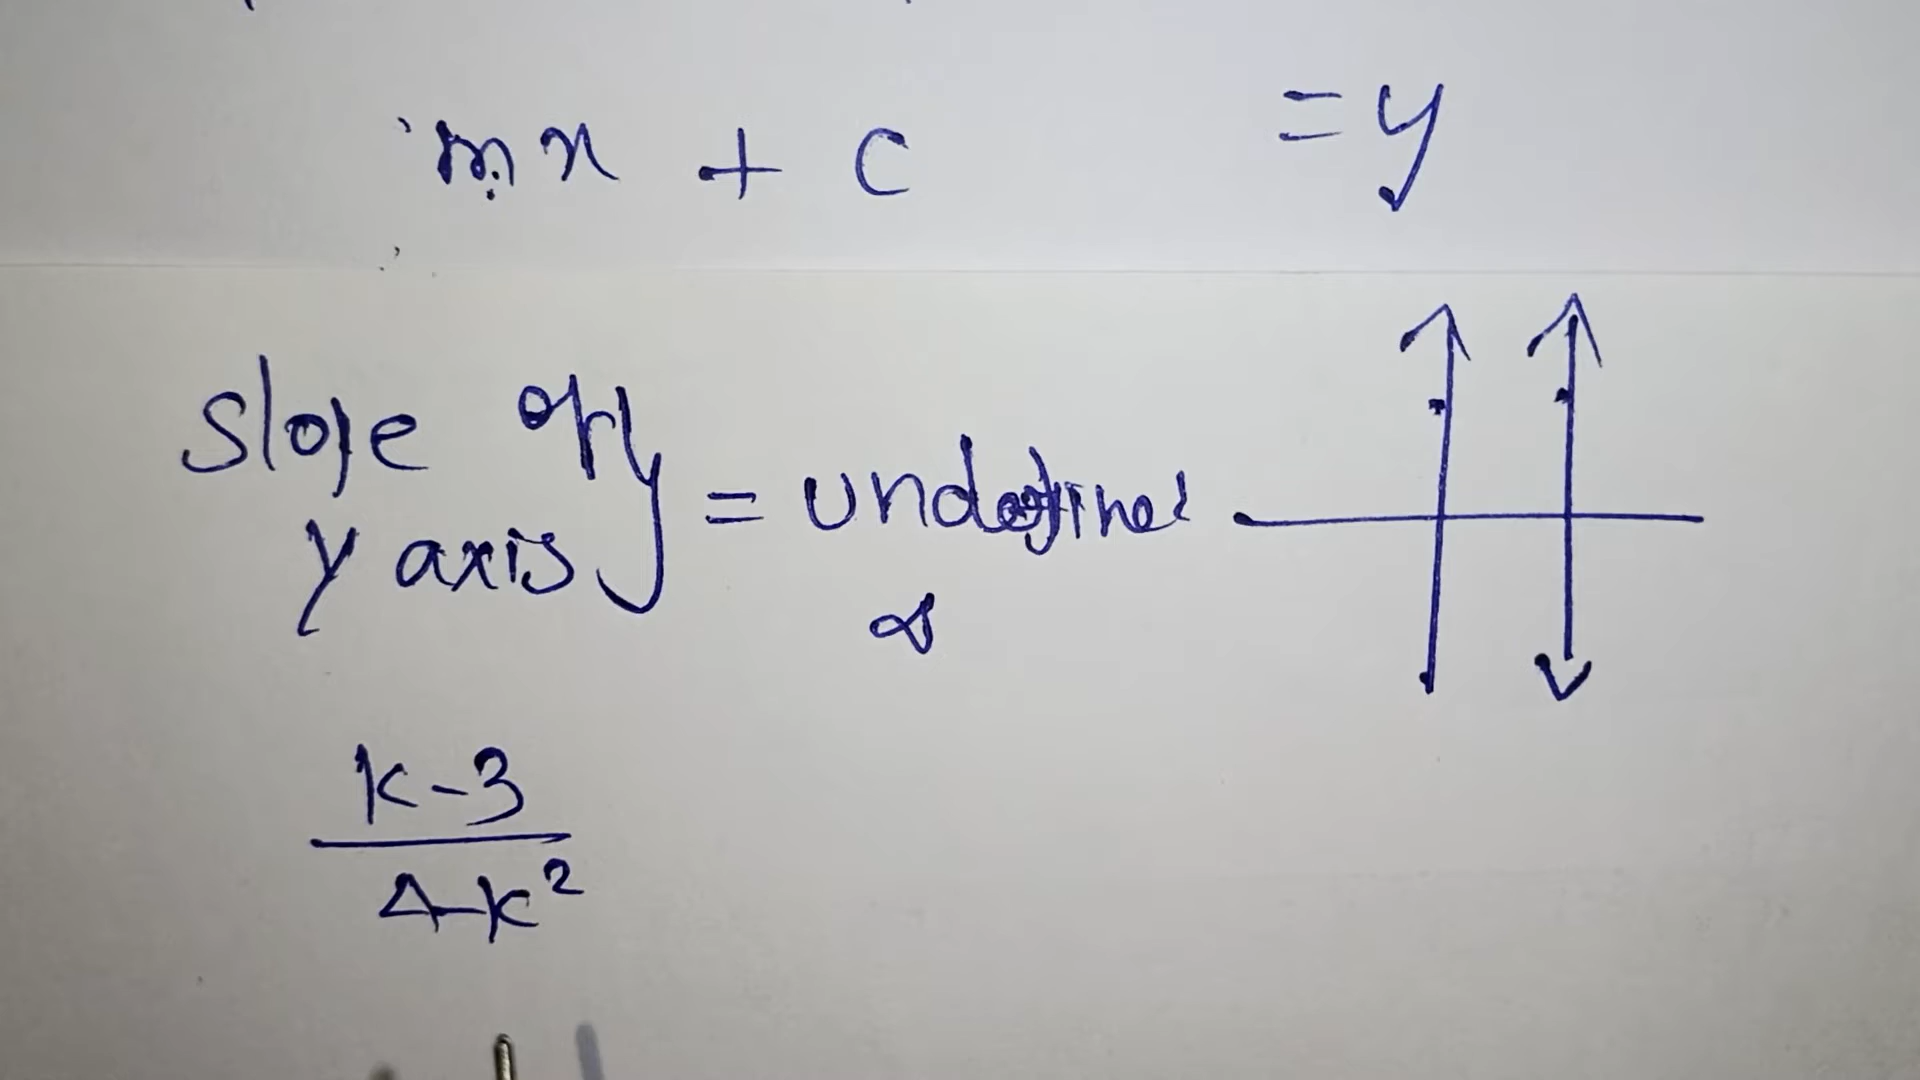 mx + c = y
Slope of
y axis = undefined
∞
k-3
4-k²